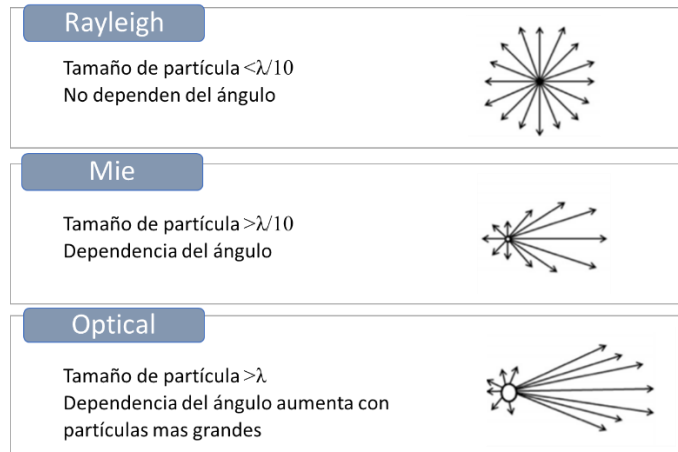 Rayleigh
Tamaño de partícula <λ/10
No dependen del ángulo
Mie
Tamaño de partícula >λ/10
Dependencia del ángulo
Optical
Tamaño de partícula >λ
Dependencia del ángulo aumenta con
partículas mas grandes